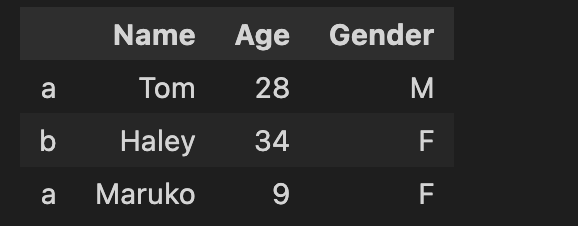 Name Age Gender
a Tom 28 M
b Haley 34 F
a Maruko 9 F